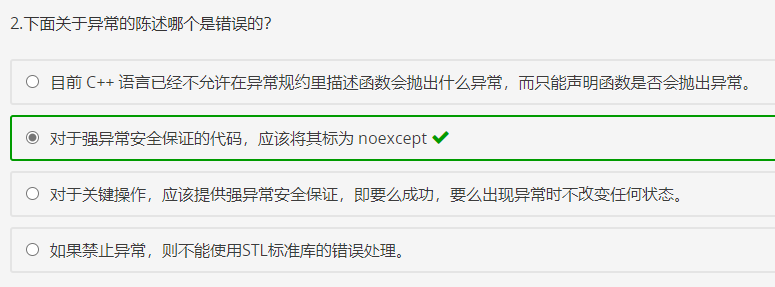 2.下面关于异常的陈述哪个是错误的?
目前 C++ 语言已经不允许在异常规约里描述函数会抛出什么异常，而只能声明函数是否会抛出异常。
对于强异常安全保证的代码，应该将其标为 noexcept
对于关键操作，应该提供强异常安全保证，即要么成功，要么出现异常时不改变任何状态。
如果禁止异常，则不能使用STL标准库的错误处理。